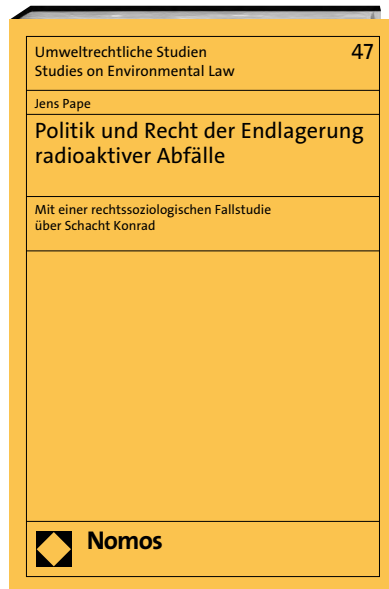 Umweltrechtliche Studien 47
Studies on Environmental Law
Jens Pape
Politik und Recht der Endlagerung
radioaktiver Abfälle
Mit einer rechtssoziologischen Fallstudie
über Schacht Konrad
Nomos